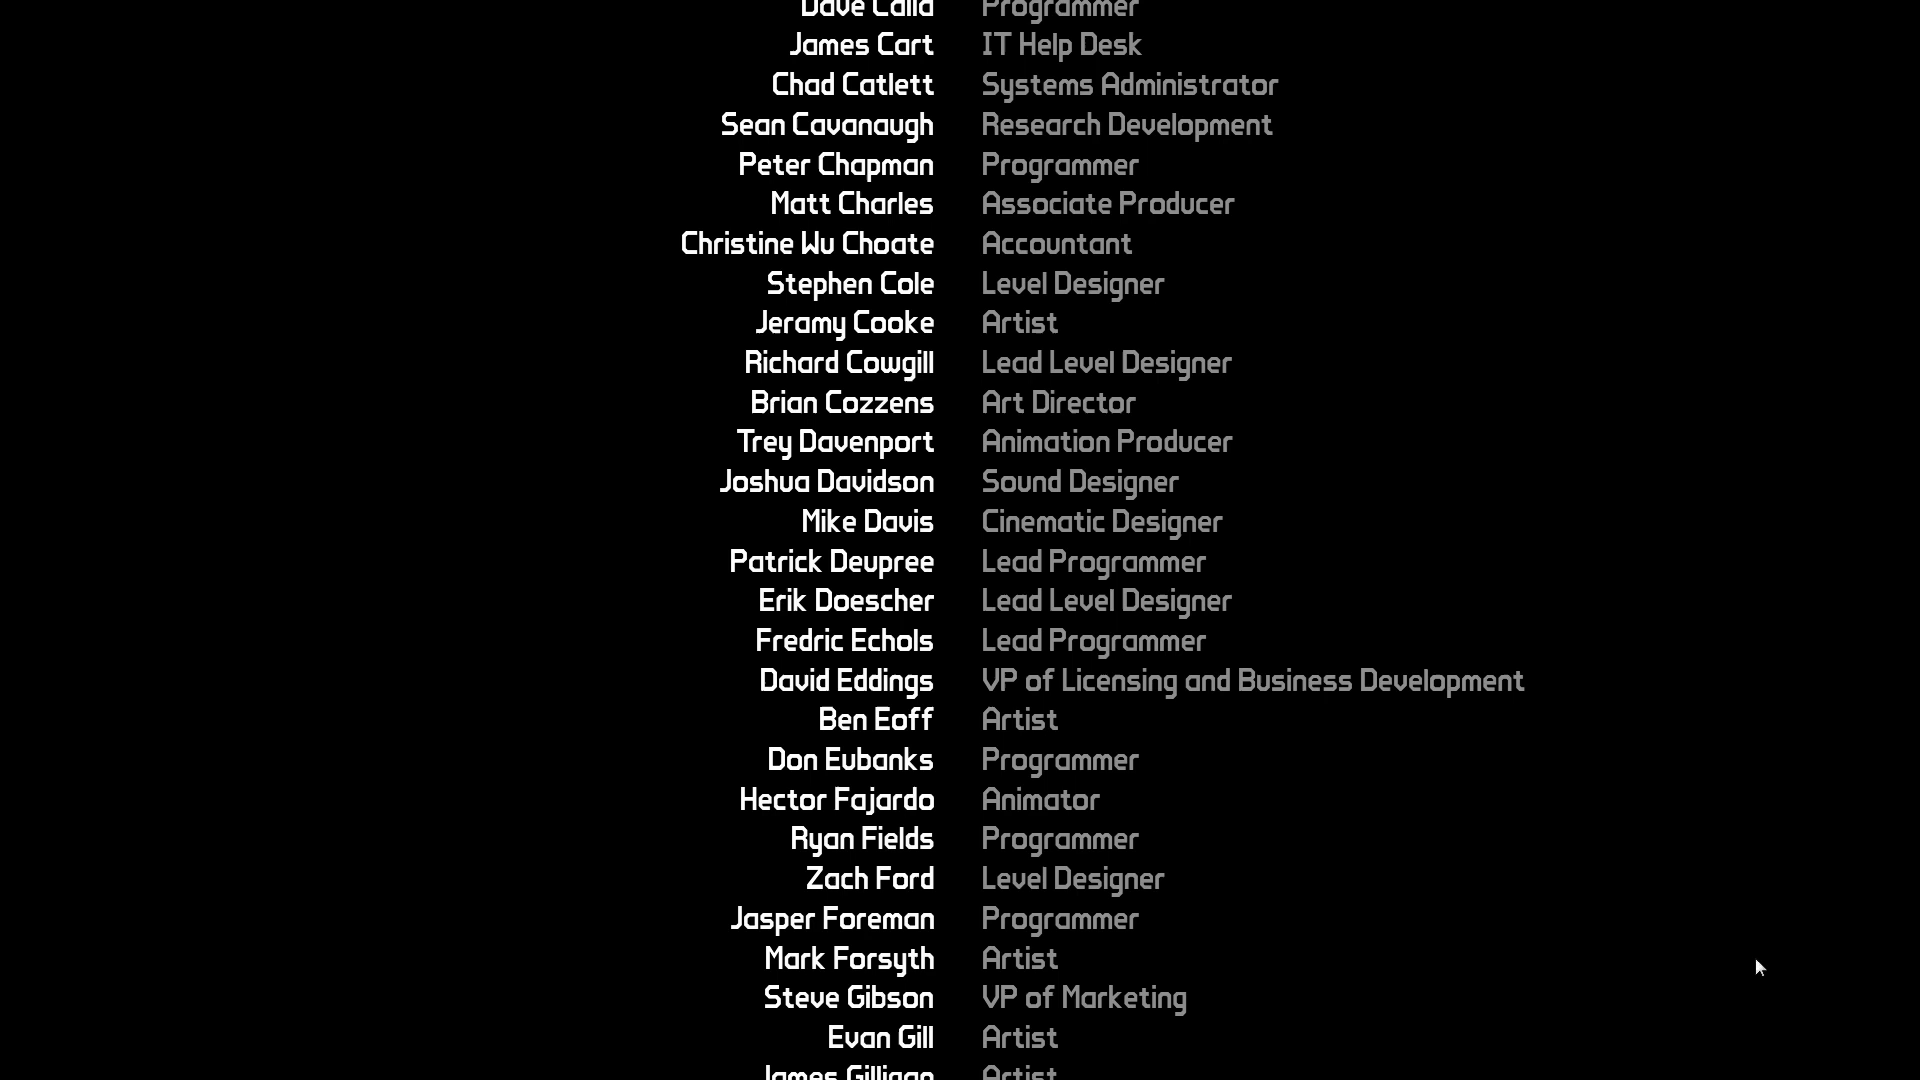 Dave Programmer
James Cart IT Help Desk
Chad Catlett Systems Administrator
Sean Cavanaugh Research Development
Peter Chapman Programmer
Matt Charles Associate Producer
Christine Wu Choate Accountant
Stephen Cole Level Designer
Jeramy Cooke Artist
Richard Cowgill Lead Level Designer
Brian Cozzens Art Director
Trey Davenport Animation Producer
Joshua Davidson Sound Designer
Mike Davis Cinematic Designer
Patrick Deupree Lead Programmer
Erik Doescher Lead Level Designer
Fredric Echols Lead Programmer
David Eddings VP of Licensing and Business Development
Ben Eoff Artist
Don Eubanks Programmer
Hector Fajardo Animator
Ryan Fields Programmer
Zach Ford Level Designer
Jasper Foreman Programmer
Mark Forsyth Artist
Steve Gibson VP of Marketing
Evan Gill Artist
James Gilligan Artist